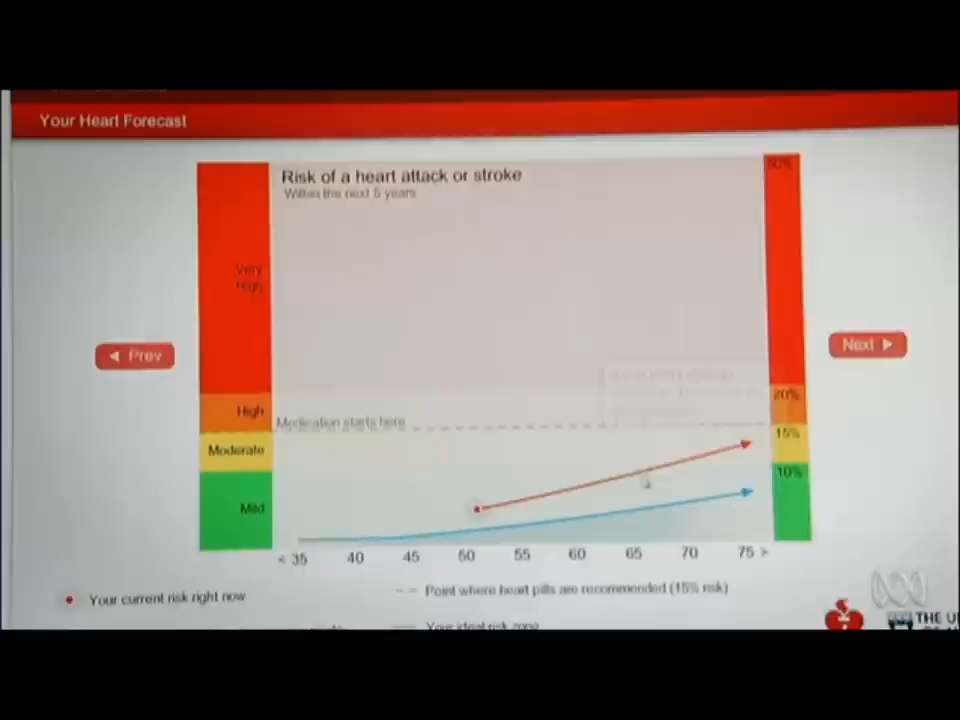 Your Heart Forecast
Risk of a heart attack or stroke
Within the next 5 years
Very
High
20%
High
Medication starts here
15%
Moderate
10%
Mild
< 35 40 45 50 55 60 65 70 75 >
◄ Prev
Next ►
Your current risk right now
Point where heart pills are recommended (15% risk)
Your ideal risk zone
THE U